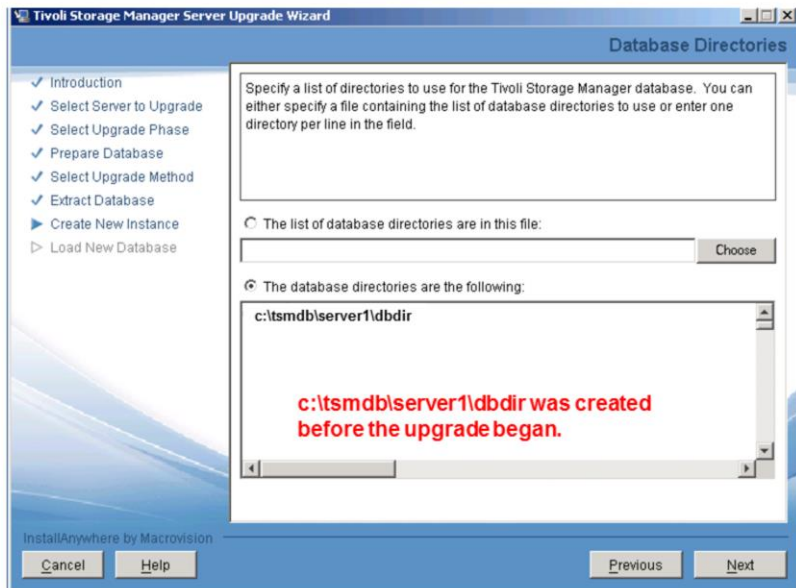 Tivoli Storage Manager Server Upgrade Wizard
Database Directories
Introduction
Select Server to Upgrade
Select Upgrade Phase
Prepare Database
Select Upgrade Method
Extract Database
Create New Instance
Load New Database
Specify a list of directories to use for the Tivoli Storage Manager database. You can
either specify a file containing the list of database directories to use or enter one
directory per line in the field.
The list of database directories are in this file:
Choose
The database directories are the following:
c:\tsmdb\server1\dbdir
c:\tsmdb\server1\dbdir was created
before the upgrade began.
InstallAnywhere by Macrovision
Cancel Help Previous Next